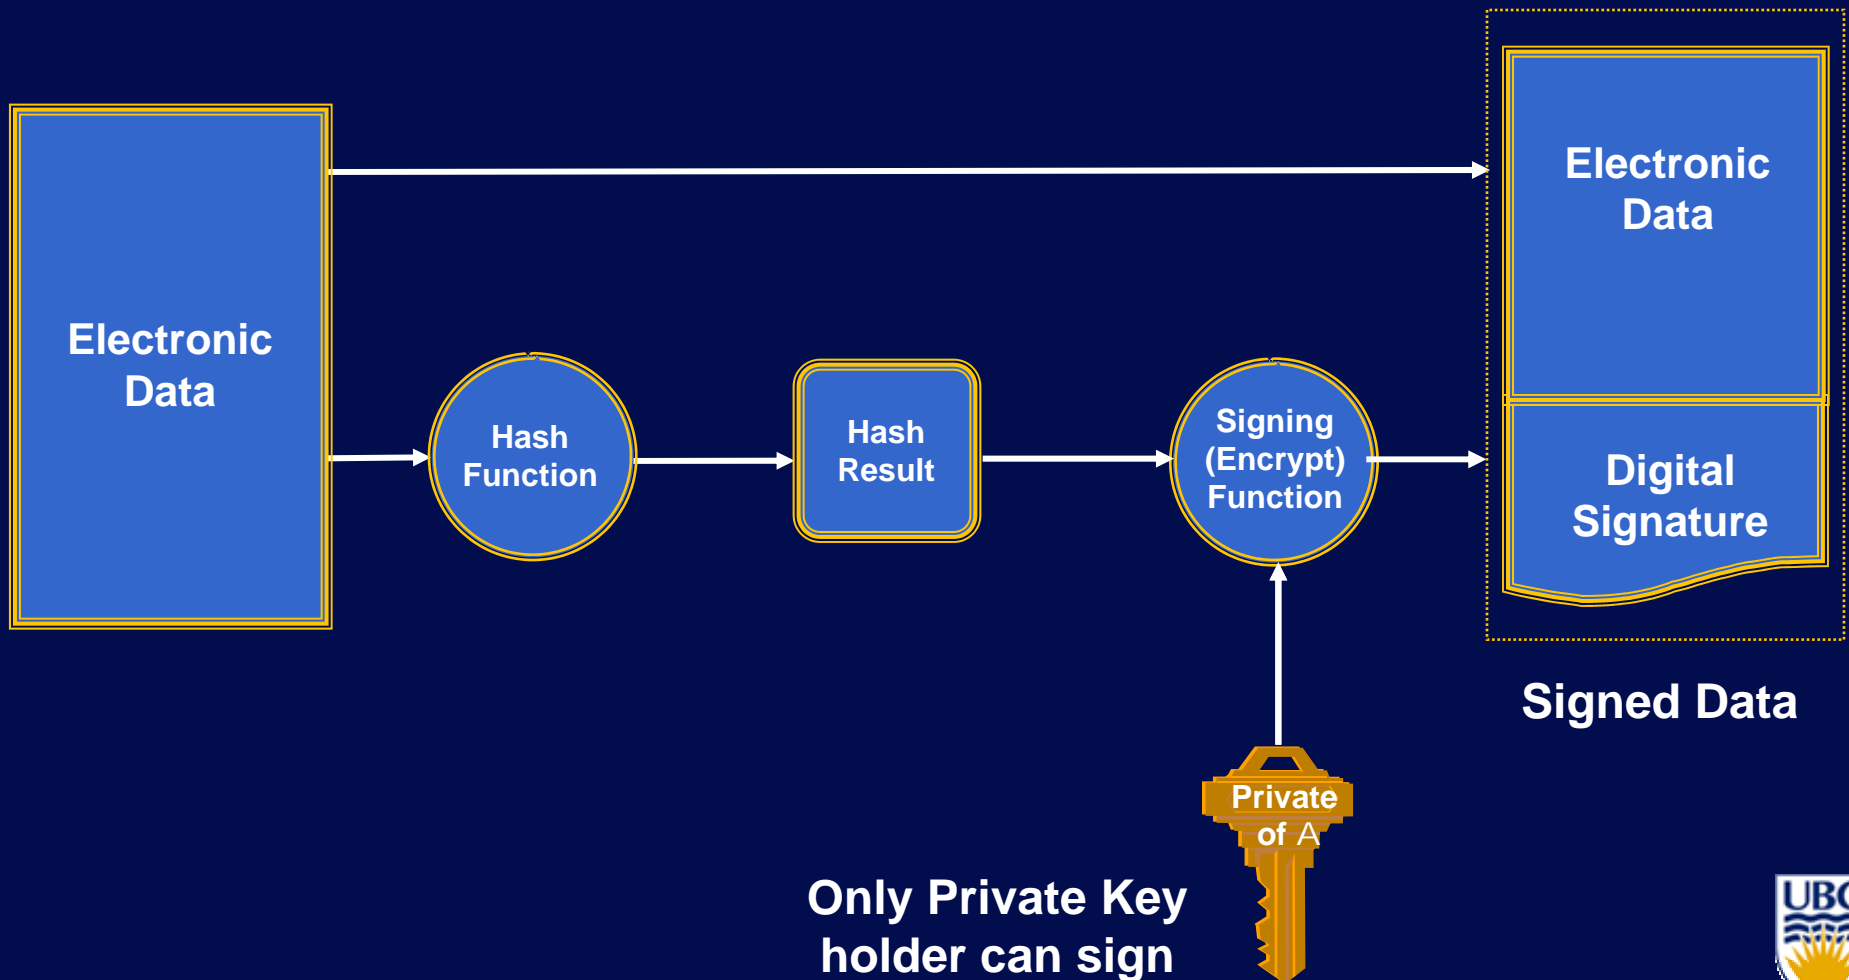 Electronic
Data
Electronic
Data
Hash
Function
Hash
Result
Signing
(Encrypt)
Function
Digital
Signature
Signed Data
Private
of A
Only Private Key
holder can sign
UBC